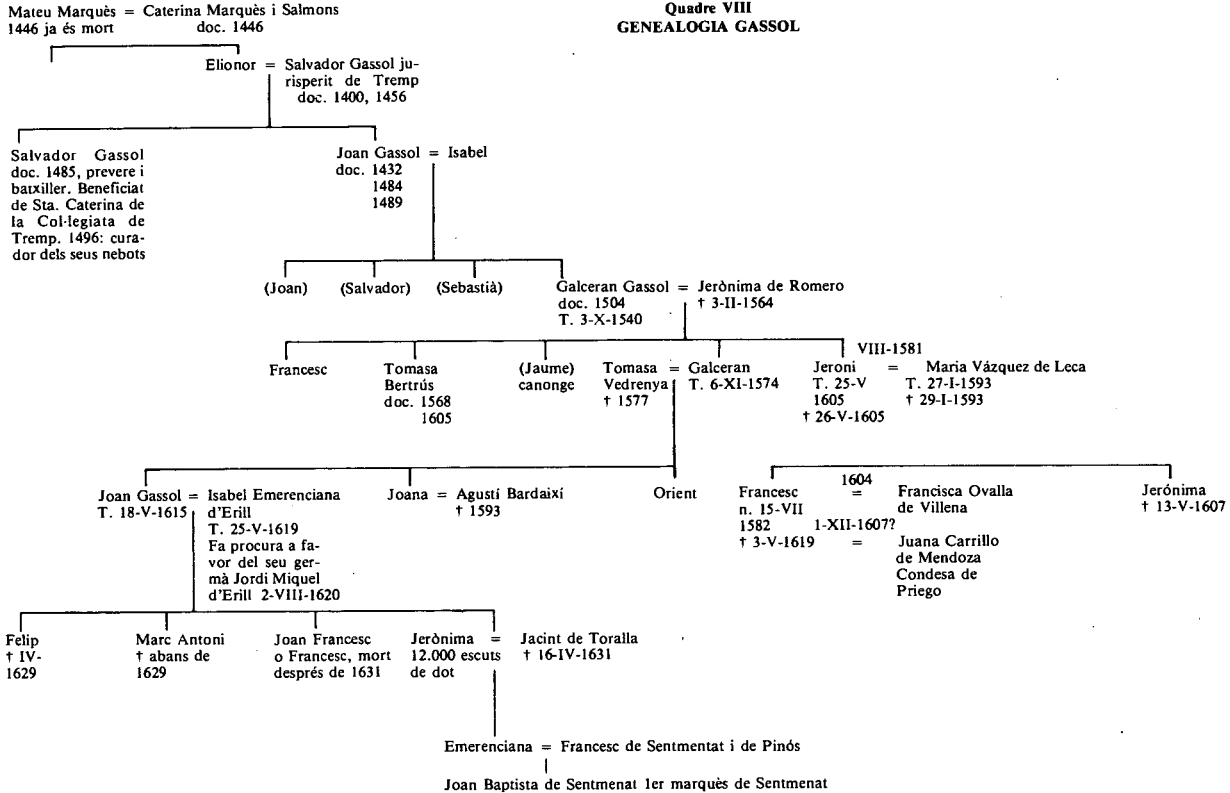 Quadre VIII
GENEALOGIA GASSOL
Mateu Marquès = Caterina Marquès i Salmons
1446 ja és mort doc. 1446
Elionor = Salvador Gassol ju-
risperit de Tremp
doc. 1400, 1456
Salvador Gassol
doc. 1485, prevere i
batxiller. Beneficiat
de Sta. Caterina de
la Col·legiata de
Tremp. 1496: cura-
dor dels seus nebots
Joan Gassol = Isabel
doc. 1432
1484
1489
(Joan) (Salvador) (Sebastià)
Galceran Gassol = Jerònima de Romero
doc. 1504 † 3-II-1564
T. 3-X-1540
Francesc
Tomasa
Bertrús
doc. 1568
1605
(Jaume)
canonge
Tomasa = Galceran
Vedrenya T. 6-XI-1574
† 1577
VIII-1581
Jeroni = Maria Vázquez de Leca
T. 25-V T. 27-I-1593
1605 † 29-I-1593
† 26-V-1605
Joan Gassol = Isabel Emerenciana
T. 18-V-1615 d'Erill
T. 25-V-1619
Fa procura a fa-
vor del seu ger-
mà Jordi Miquel
d'Erill 2-VIII-1620
Joana = Agustí Bardaixí
† 1593
Orient
1604
Francesc = Francisca Ovalla
n. 15-VII de Villena
1582 1-XII-1607?
† 3-V-1619 = Juana Carrillo
de Mendoza
Condesa de
Priego
Jerónima
† 13-V-1607
Felip
† IV-
1629
Marc Antoni
† abans de
1629
Joan Francesc
o Francesc, mort
després de 1631
Jerònima = Jacint de Toralla
12.000 escuts † 16-IV-1631
de dot
Emerenciana = Francesc de Sentmentat i de Pinós
Joan Baptista de Sentmenat 1er marquès de Sentmenat